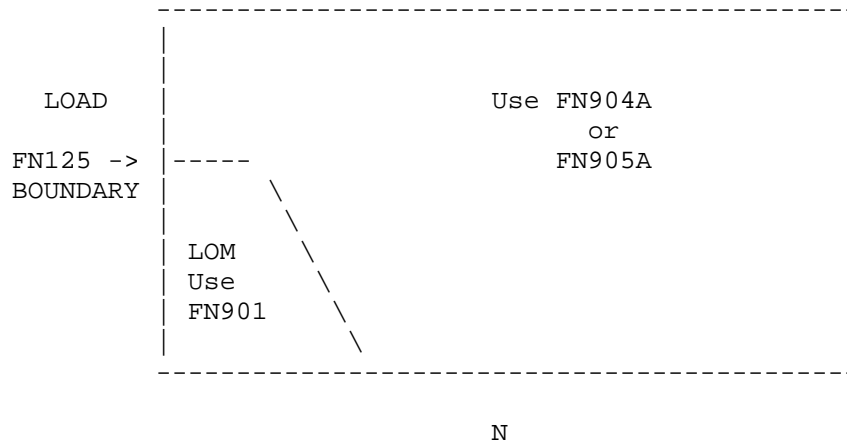 LOAD Use FN904A
or
FN905A
FN125 ->
BOUNDARY
LOM
Use
FN901
N